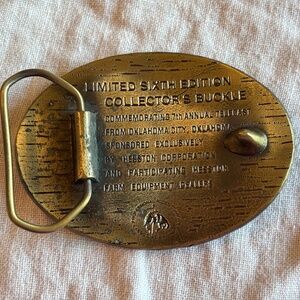 LIMITED SIXTH EDITION
COLLECTOR'S BUCKLE
COMMEMORATING 7TH ANNUAL TELECAST
FROM OKLAHOMA CITY, OKLAHOMA
SPONSORED EXCLUSIVELY
BY HESSTON CORPORATION
AND PARTICIPATING HESSTON
FARM EQUIPMENT DEALERS